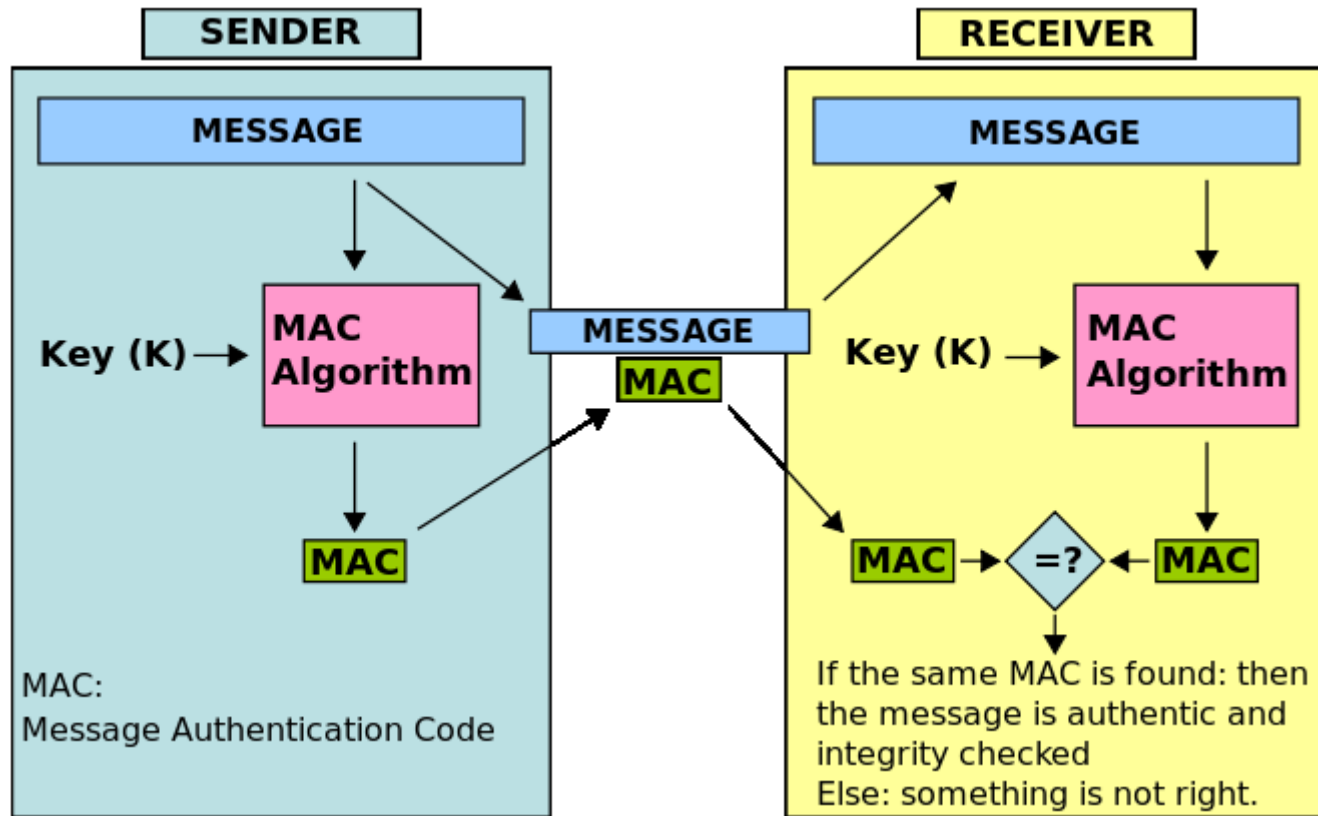 SENDER
MESSAGE
Key (K)
MAC
Algorithm
MAC
MAC:
Message Authentication Code
MESSAGE
MAC
RECEIVER
MESSAGE
Key (K)
MAC
Algorithm
MAC
=?
MAC
If the same MAC is found: then
the message is authentic and
integrity checked
Else: something is not right.